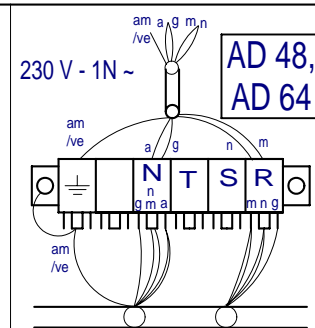 am
/ve a g m n
230 V - 1N ~
AD 48,
AD 64
am
/ve
a g n m
N T S R
n
g m a m n g
am
/ve